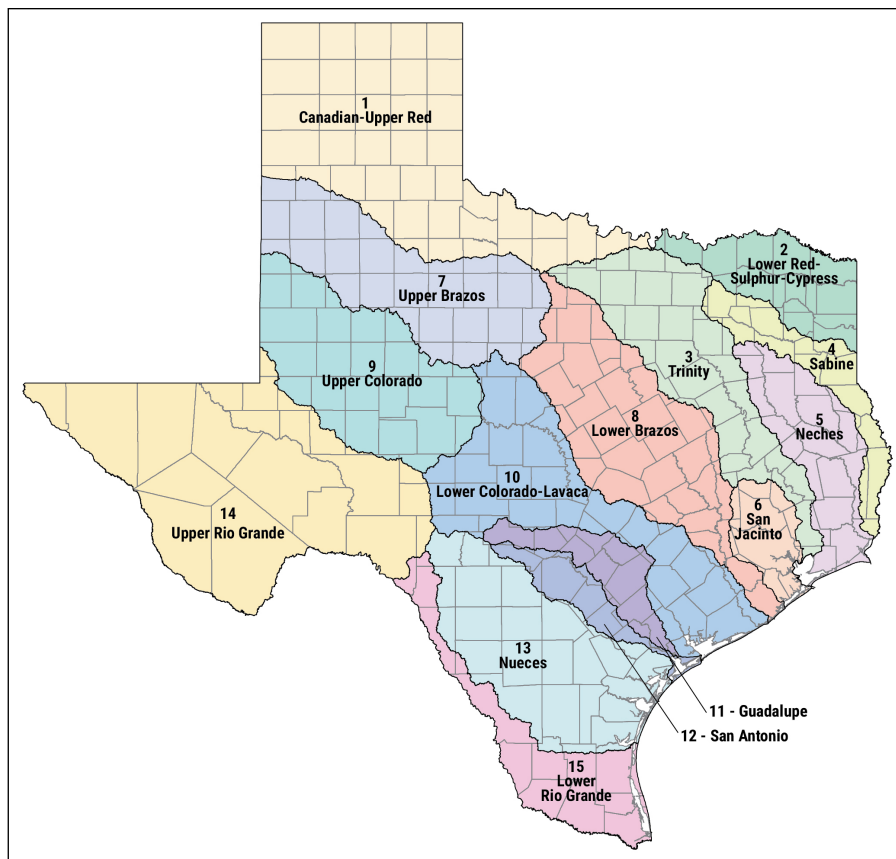 1
Canadian-Upper Red
2
Lower Red-
Sulphur-Cypress
7
Upper Brazos
4
Sabine
3
Trinity
9
Upper Colorado
5
Neches
8
Lower Brazos
10
Lower Colorado-Lavaca
6
San
Jacinto
14
Upper Rio Grande
13
Nueces
11 - Guadalupe
12 - San Antonio
15
Lower
Rio Grande